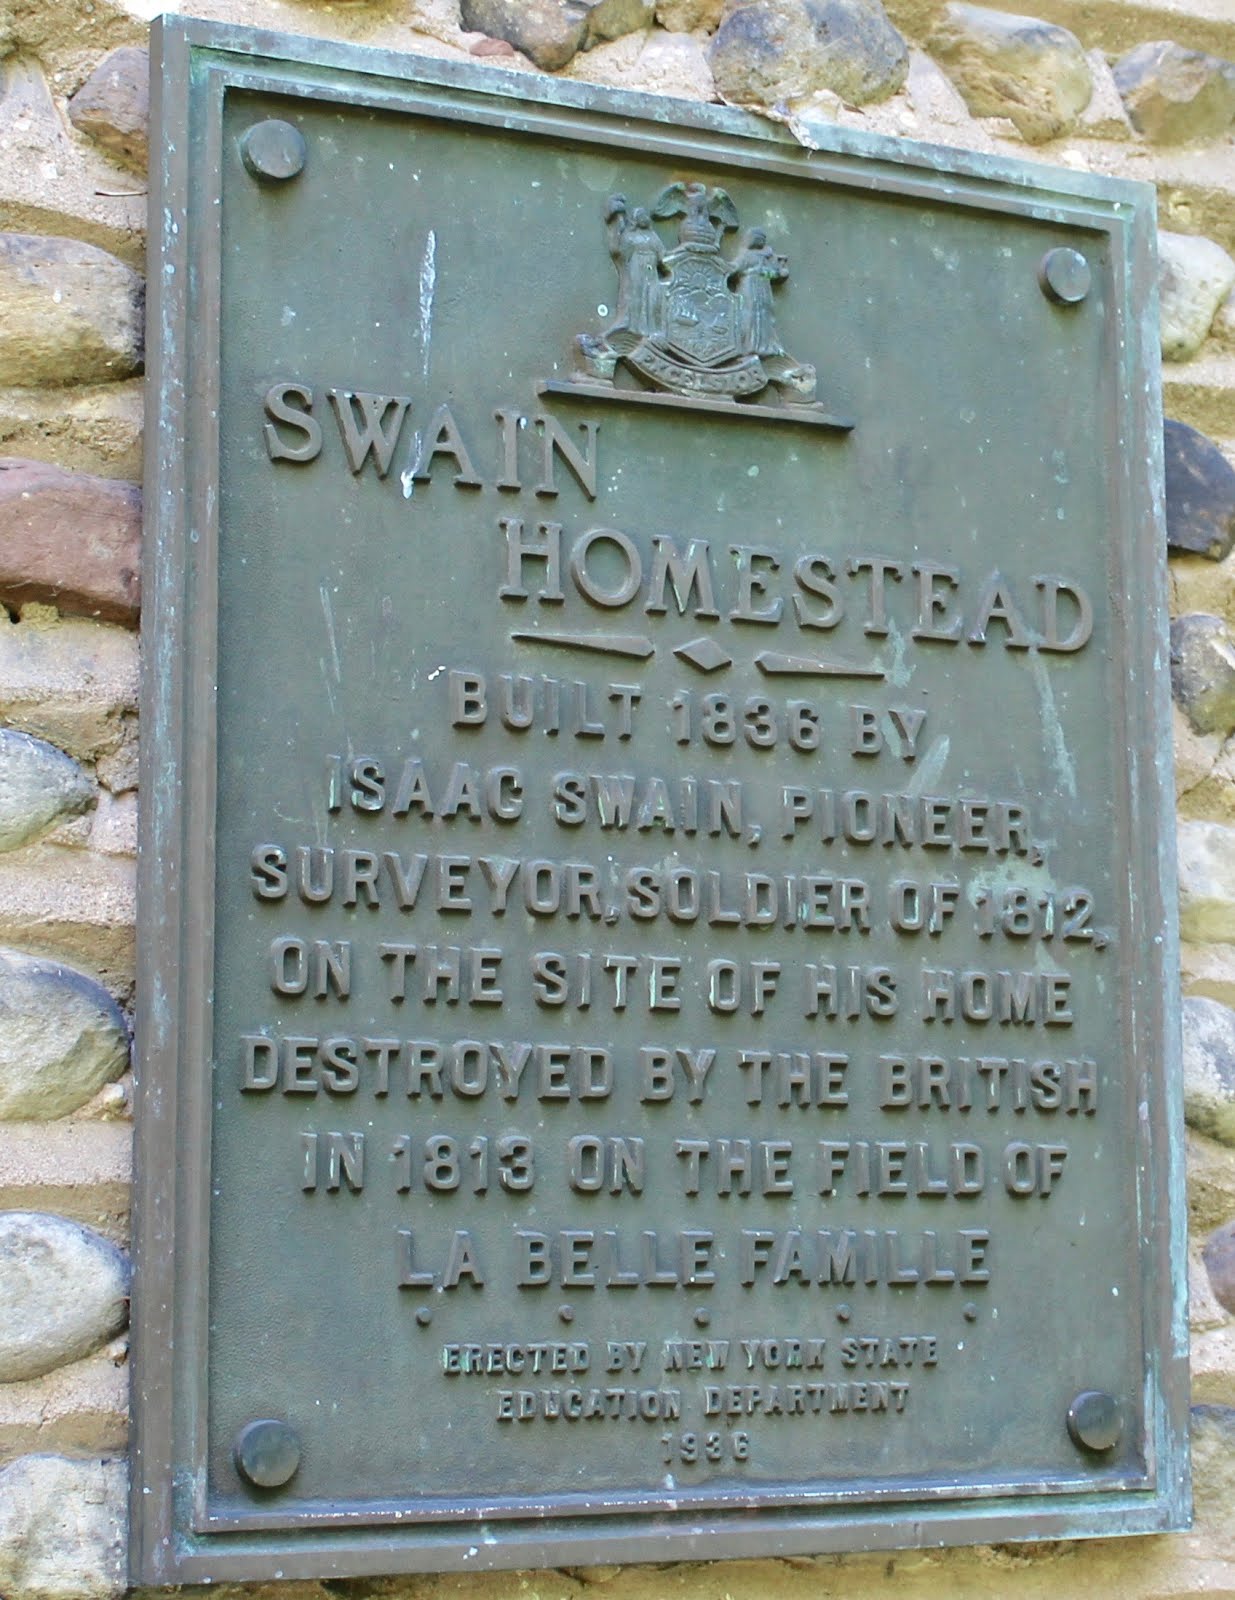 EXCELSIOR
SWAIN
HOMESTEAD
BUILT 1836 BY
ISAAC SWAIN, PIONEER,
SURVEYOR, SOLDIER OF 1812,
ON THE SITE OF HIS HOME
DESTROYED BY THE BRITISH
IN 1813 ON THE FIELD OF
LA BELLE FAMILLE
ERECTED BY NEW YORK STATE
EDUCATION DEPARTMENT
1936